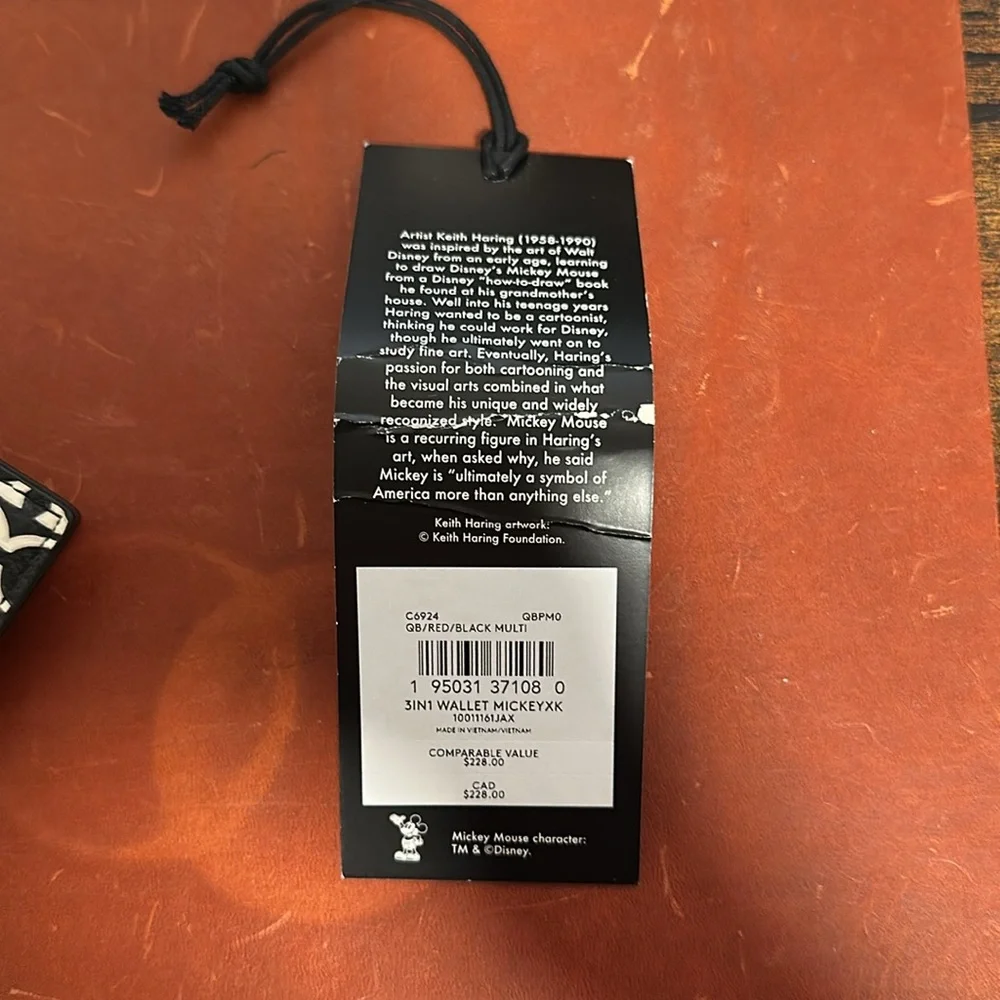 Artist Keith Haring (1958-1990)
was inspired by the art of Walt
Disney from an early age, learning
to draw Disney's Mickey Mouse
from a Disney "how-to-draw" book
he found at his grandmother's
house. Well into his teenage years
Haring wanted to be a cartoonist,
thinking he could work for Disney,
though he ultimately went on to
study fine art. Eventually, Haring's
passion for both cartooning and
the visual arts combined in what
became his unique and widely
recognized style. Mickey Mouse
is a recurring figure in Haring's
art, when asked why, he said
Mickey is "ultimately a symbol of
America more than anything else."
Keith Haring artwork:
© Keith Haring Foundation.
C6924 QBPM0
QB/RED/BLACK MULTI
1 95031 37108 0
3IN1 WALLET MICKEYXK
10011161JAX
MADE IN VIETNAM/VIETNAM
COMPARABLE VALUE
$228.00
CAD
$228.00
Mickey Mouse character:
TM & ©Disney.